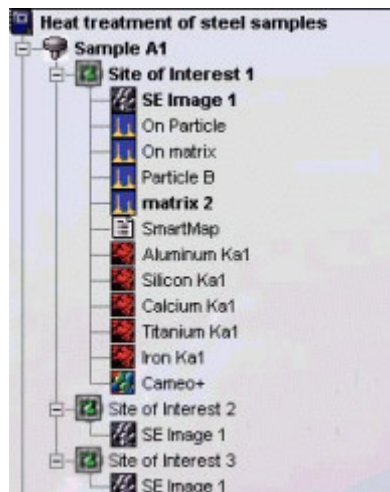 Heat treatment of steel samples
Sample A1
Site of Interest 1
SE Image 1
On Particle
On matrix
Particle B
matrix 2
SmartMap
Aluminum Ka1
Silicon Ka1
Calcium Ka1
Titanium Ka1
Iron Ka1
Cameo+
Site of Interest 2
SE Image 1
Site of Interest 3
SE Image 1